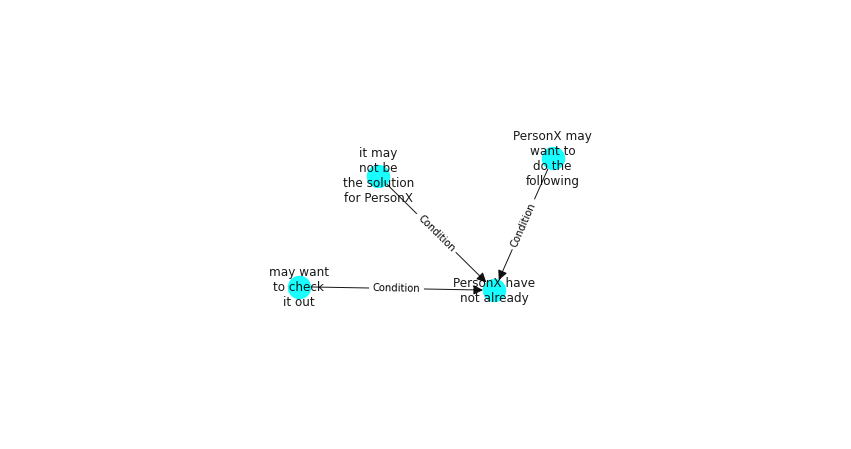 PersonX may
want to
do the
following
it may
not be
the solution
for PersonX
Condition
Condition
may want
to check
it out
Condition
PersonX have
not already